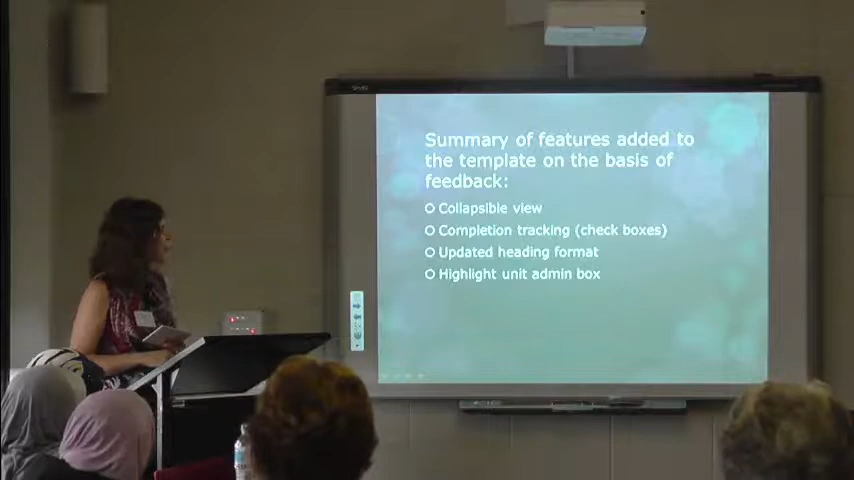 Summary of features added to
the template on the basis of
feedback:
Collapsible view
Completion tracking (check boxes)
Updated heading format
Highlight unit admin box